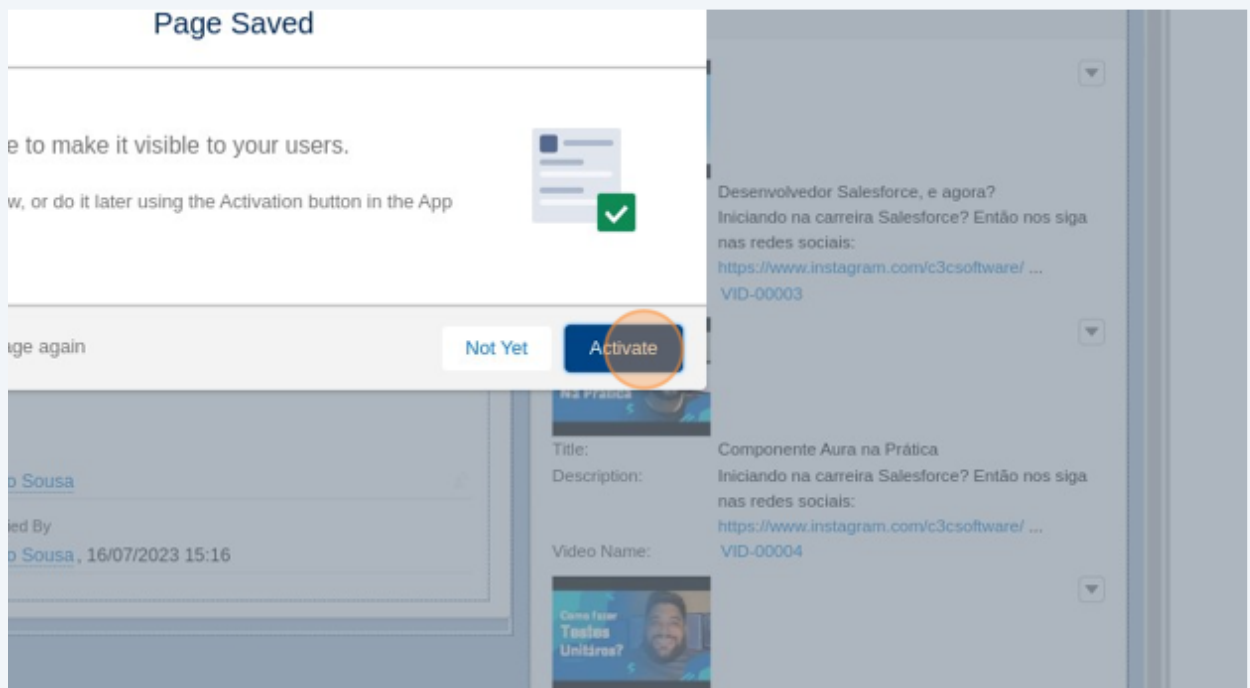 Page Saved
e to make it visible to your users.
w, or do it later using the Activation button in the App
age again
Not Yet
Activate
o Sousa
ied By
o Sousa, 16/07/2023 15:16
Desenvolvedor Salesforce, e agora?
Iniciando na carreira Salesforce? Então nos siga
nas redes sociais:
https://www.instagram.com/c3csoftware/ ...
VID-00003
Na Prática
Title:
Componente Aura na Prática
Description:
Iniciando na carreira Salesforce? Então nos siga
nas redes sociais:
https://www.instagram.com/c3csoftware/ ...
Video Name:
VID-00004
Como fazer
Testes
Unitários?